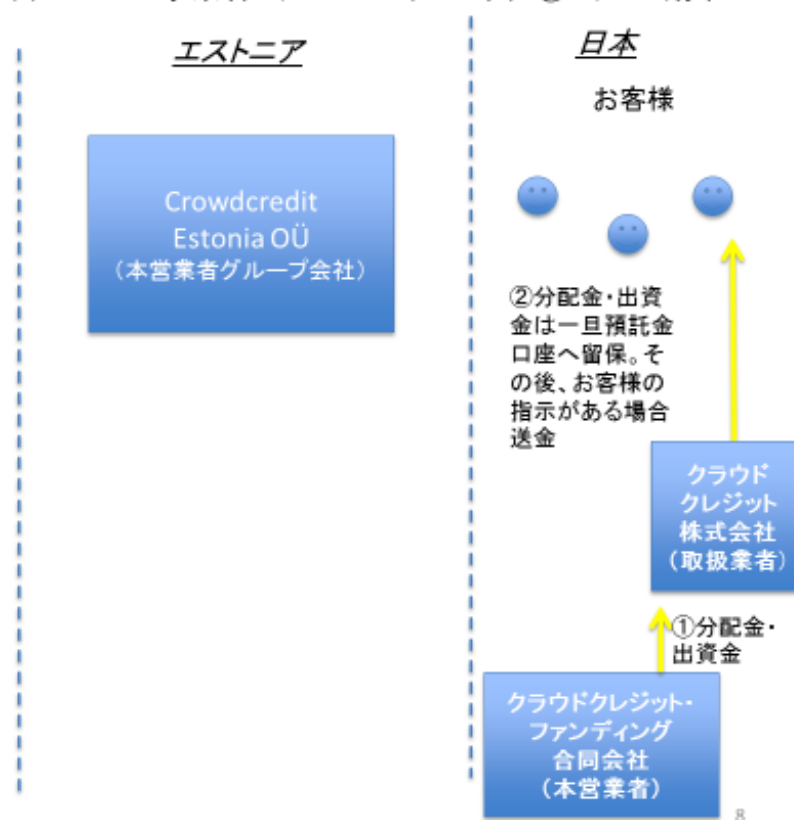 エストニア
日本
お客様
Crowdcredit
Estonia OÜ
（本営業者グループ会社）
②分配金・出資
金は一旦預託金
口座へ留保。そ
の後、お客様の
指示がある場合
送金
クラウド
クレジット
株式会社
（取扱業者）
①分配金・
出資金
クラウドクレジット・
ファンディング
合同会社
（本営業者）
8